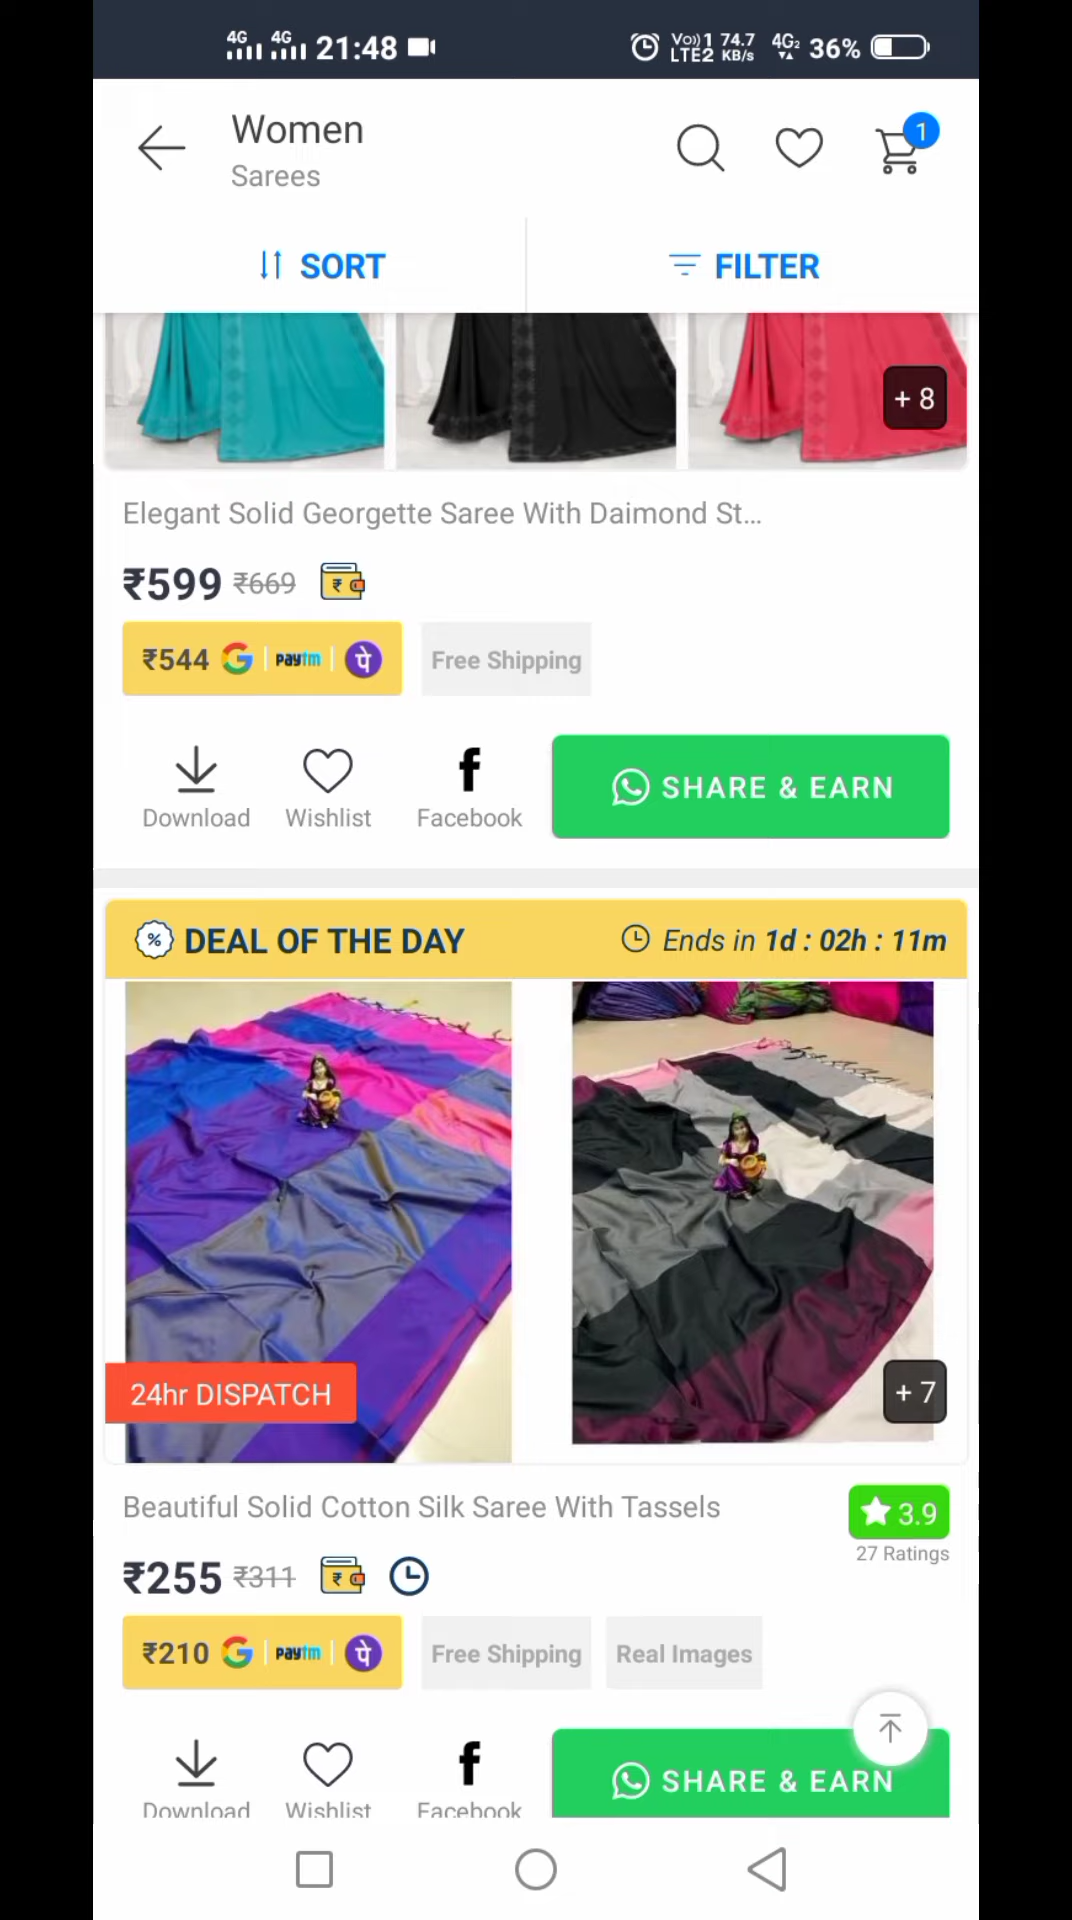 4G 4G 21:48
Vo)) 1 LTE2 74.7 KB/s 4G2 36%
Women
1
Sarees
SORT
FILTER
+ 8
Elegant Solid Georgette Saree With Daimond St...
₹599 ₹669
₹544 G | paytm | पे
Free Shipping
Download
Wishlist
Facebook
SHARE & EARN
% DEAL OF THE DAY
Ends in 1d : 02h : 11m
24hr DISPATCH
+ 7
Beautiful Solid Cotton Silk Saree With Tassels
3.9
27 Ratings
₹255 ₹311
₹210 G | paytm | पे
Free Shipping
Real Images
Download
Wishlist
Facebook
SHARE & EARN